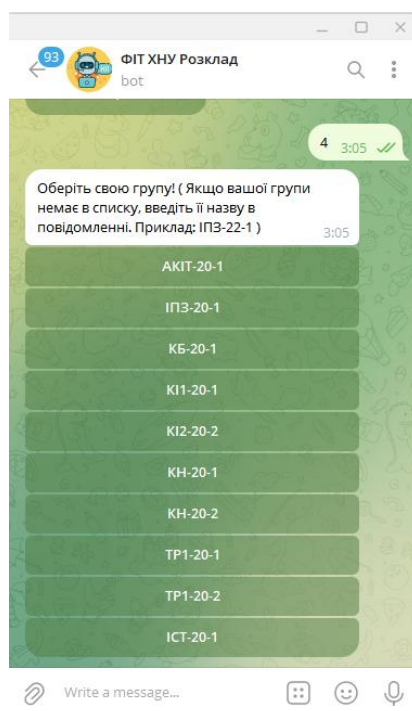 93
ФІТ ХНУ Розклад
bot
4 3:05
Оберіть свою групу! ( Якщо вашої групи
немає в списку, введіть її назву в
повідомленні. Приклад: ІПЗ-22-1 )
3:05
АКІТ-20-1
ІПЗ-20-1
КБ-20-1
КІ1-20-1
КІ2-20-2
КН-20-1
КН-20-2
ТР1-20-1
ТР1-20-2
ІСТ-20-1
Write a message...